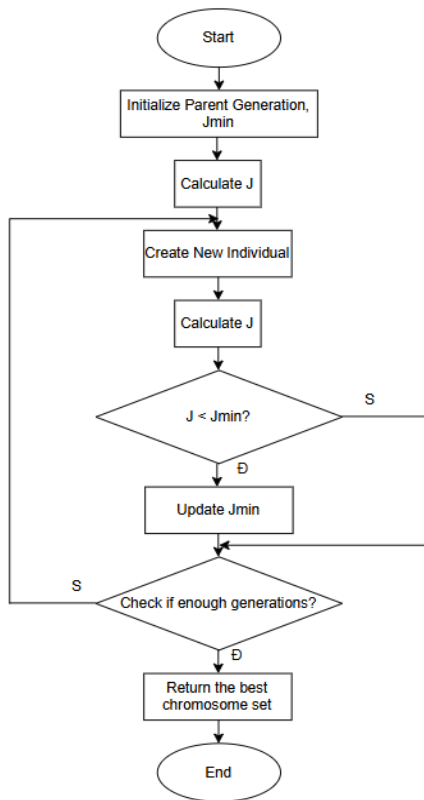 Start
Initialize Parent Generation,
Jmin
Calculate J
Create New Individual
Calculate J
J < Jmin?
S
Đ
Update Jmin
S
Check if enough generations?
Đ
Return the best
chromosome set
End